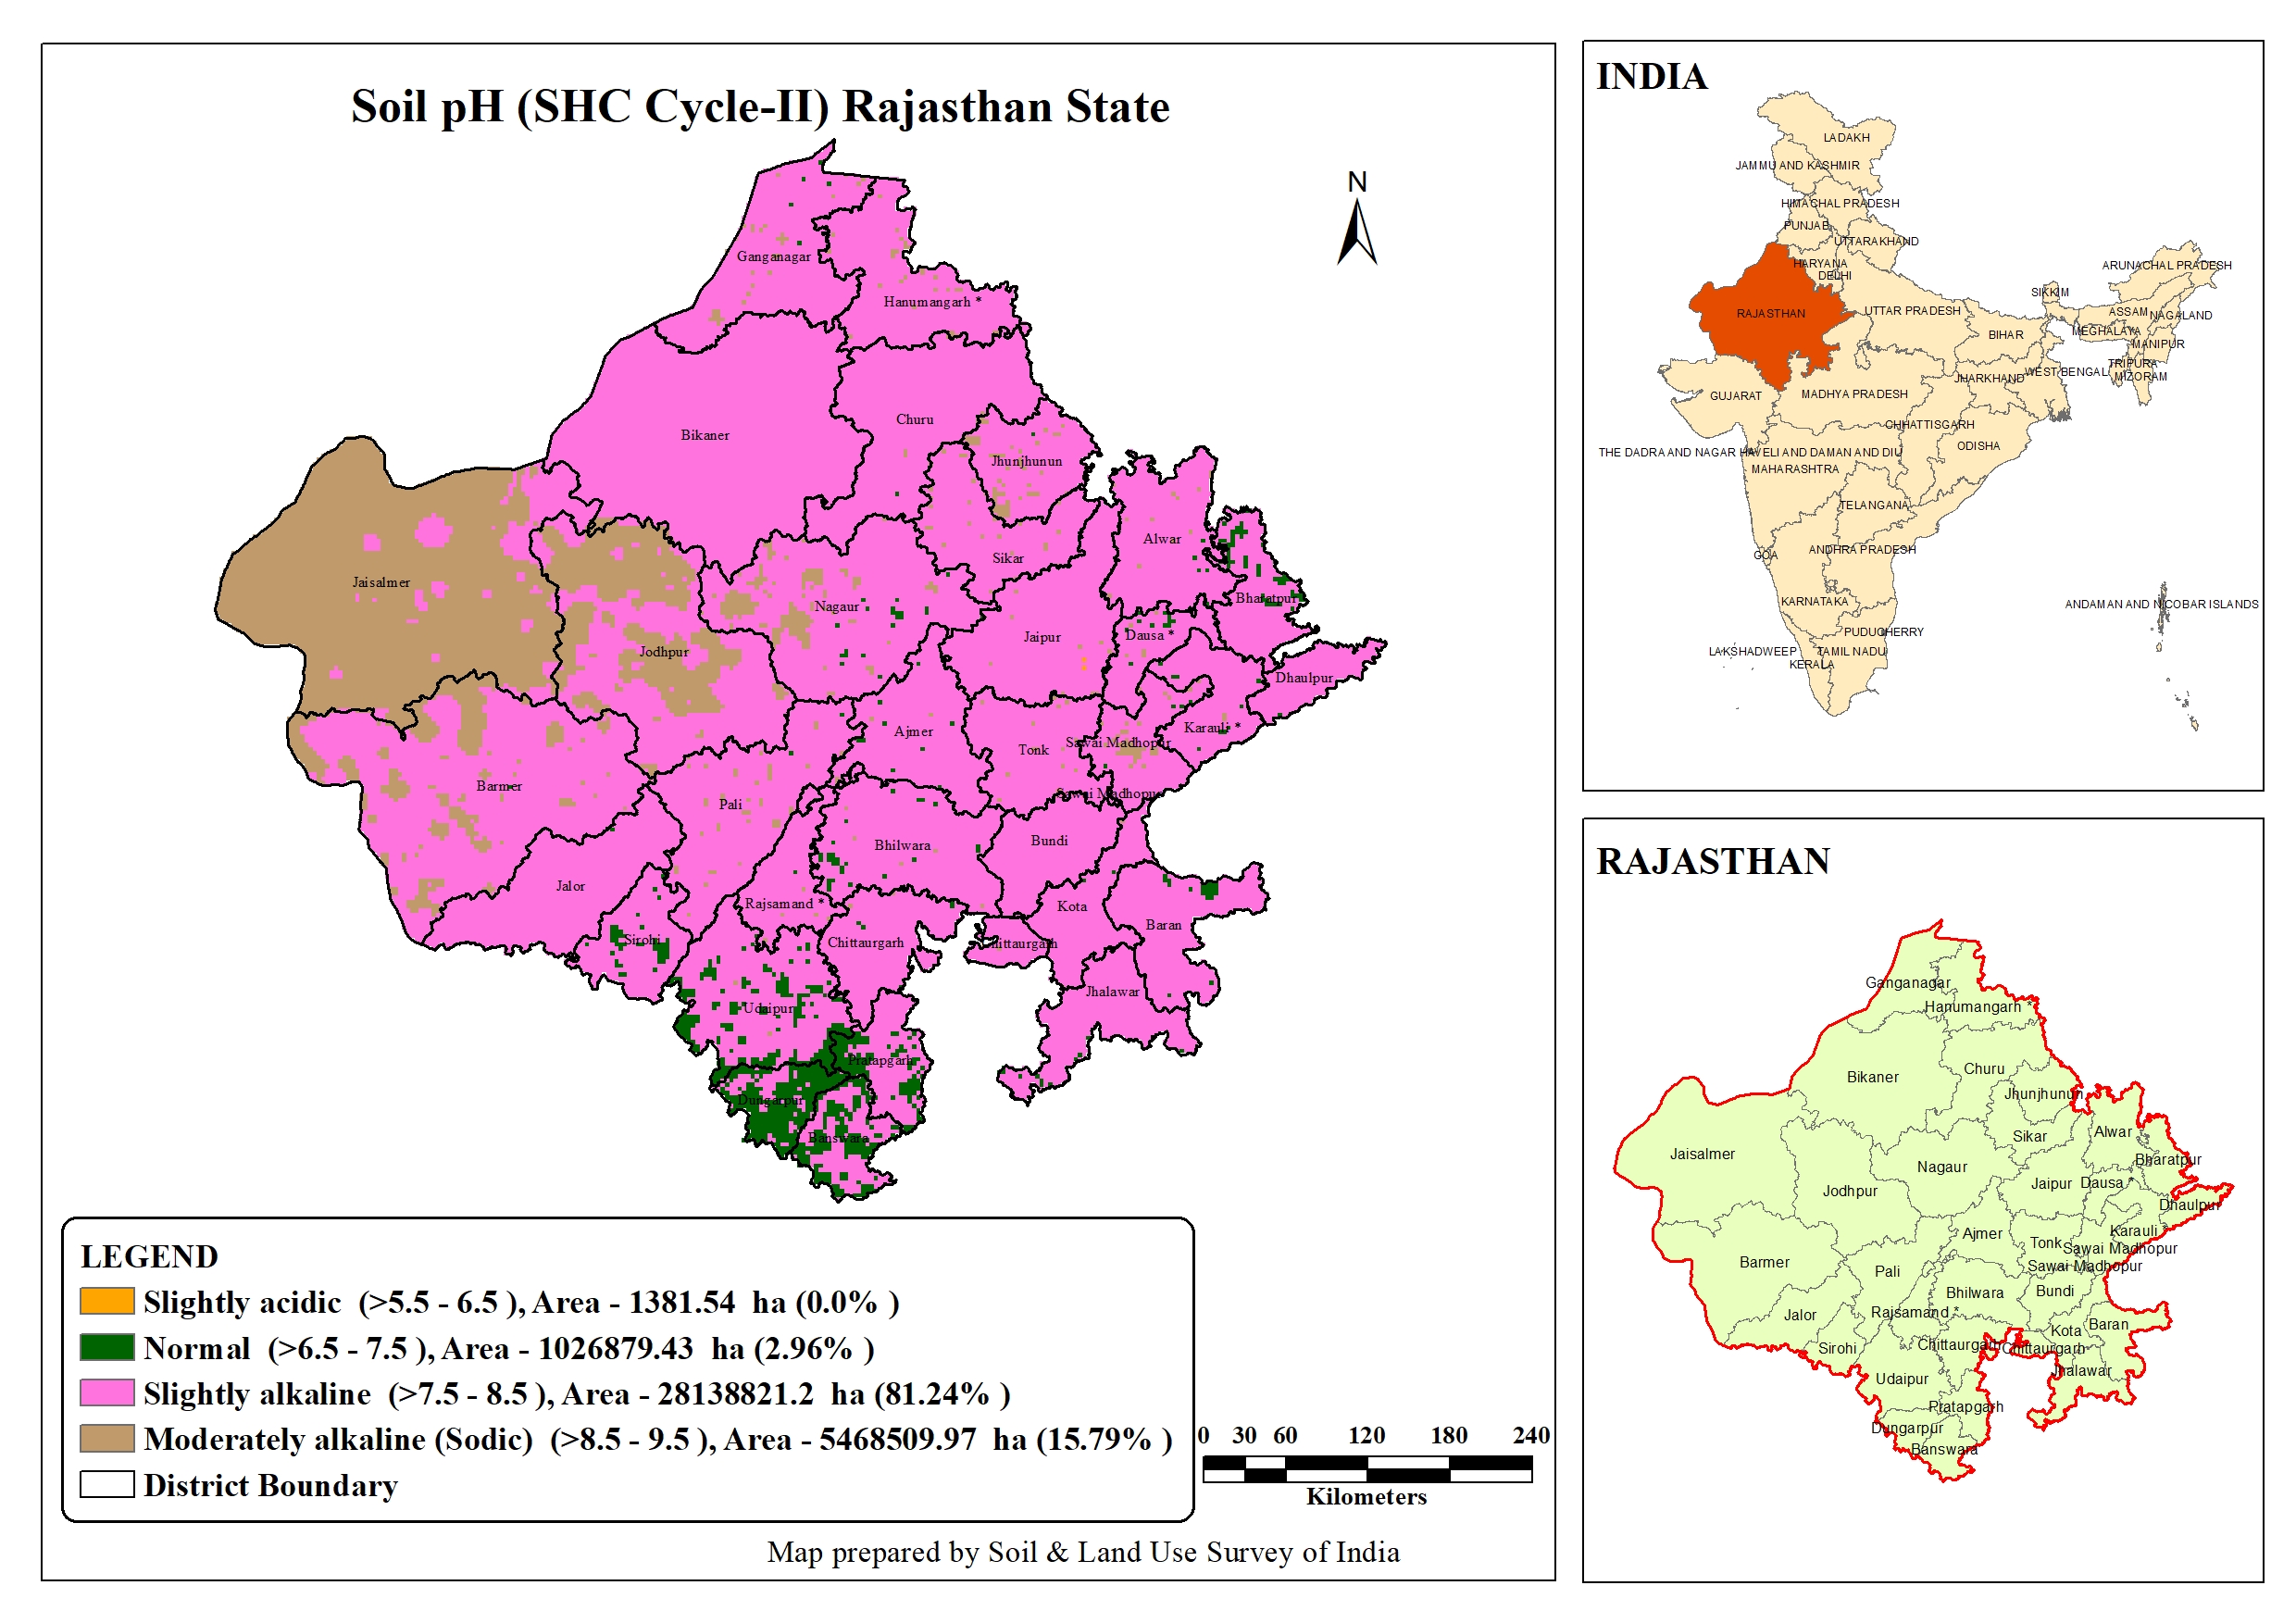 Soil pH (SHC Cycle-II) Rajasthan State
N
Ganganagar
Hanumangarh *
Churu
Bikaner
Jhunjhunun
Alwar
Sikar
Jaisalmer
Bharatpur
Nagaur
Dausa *
Jaipur
Jodhpur
Dhaulpur
Karauli *
Ajmer
Sawai Madhopur
Tonk
Barmer
Sawai Madhopur
Pali
Bundi
Bhilwara
Jalor
Rajsamand *
Kota
Baran
Sirohi
Chittaurgarh
Chittaurgarh
Jhalawar
Udaipur
Pratapgarh
Dungarpur
Banswara
LEGEND
Slightly acidic (>5.5 - 6.5 ), Area - 1381.54 ha (0.0% )
Normal (>6.5 - 7.5 ), Area - 1026879.43 ha (2.96% )
Slightly alkaline (>7.5 - 8.5 ), Area - 28138821.2 ha (81.24% )
Moderately alkaline (Sodic) (>8.5 - 9.5 ), Area - 5468509.97 ha (15.79% )
District Boundary
0 30 60 120 180 240
Kilometers
Map prepared by Soil & Land Use Survey of India
INDIA
LADAKH
JAMMU AND KASHMIR
HIMACHAL PRADESH
PUNJAB
UTTARAKHAND
HARYANA
DELHI
ARUNACHAL PRADESH
SIKKIM
RAJASTHAN
UTTAR PRADESH
ASSAM
NAGALAND
BIHAR
MEGHALAYA
MANIPUR
TRIPURA
JHARKHAND
WEST BENGAL
MIZORAM
GUJARAT
MADHYA PRADESH
CHHATTISGARH
ODISHA
THE DADRA AND NAGAR HAVELI AND DAMAN AND DIU
MAHARASHTRA
TELANGANA
GOA
ANDHRA PRADESH
KARNATAKA
ANDAMAN AND NICOBAR ISLANDS
PUDUCHERRY
LAKSHADWEEP
TAMIL NADU
KERALA
RAJASTHAN
Ganganagar
Hanumangarh *
Churu
Bikaner
Jhunjhunun
Alwar
Sikar
Jaisalmer
Bharatpur
Nagaur
Jaipur
Dausa *
Jodhpur
Dhaulpur
Karauli *
Ajmer
Tonk
Sawai Madhopur
Barmer
Sawai Madhopur
Pali
Bhilwara
Bundi
Rajsamand *
Jalor
Baran
Kota
Sirohi
Chittaurgarh
Chittaurgarh
Jhalawar
Udaipur
Pratapgarh
Dungarpur
Banswara